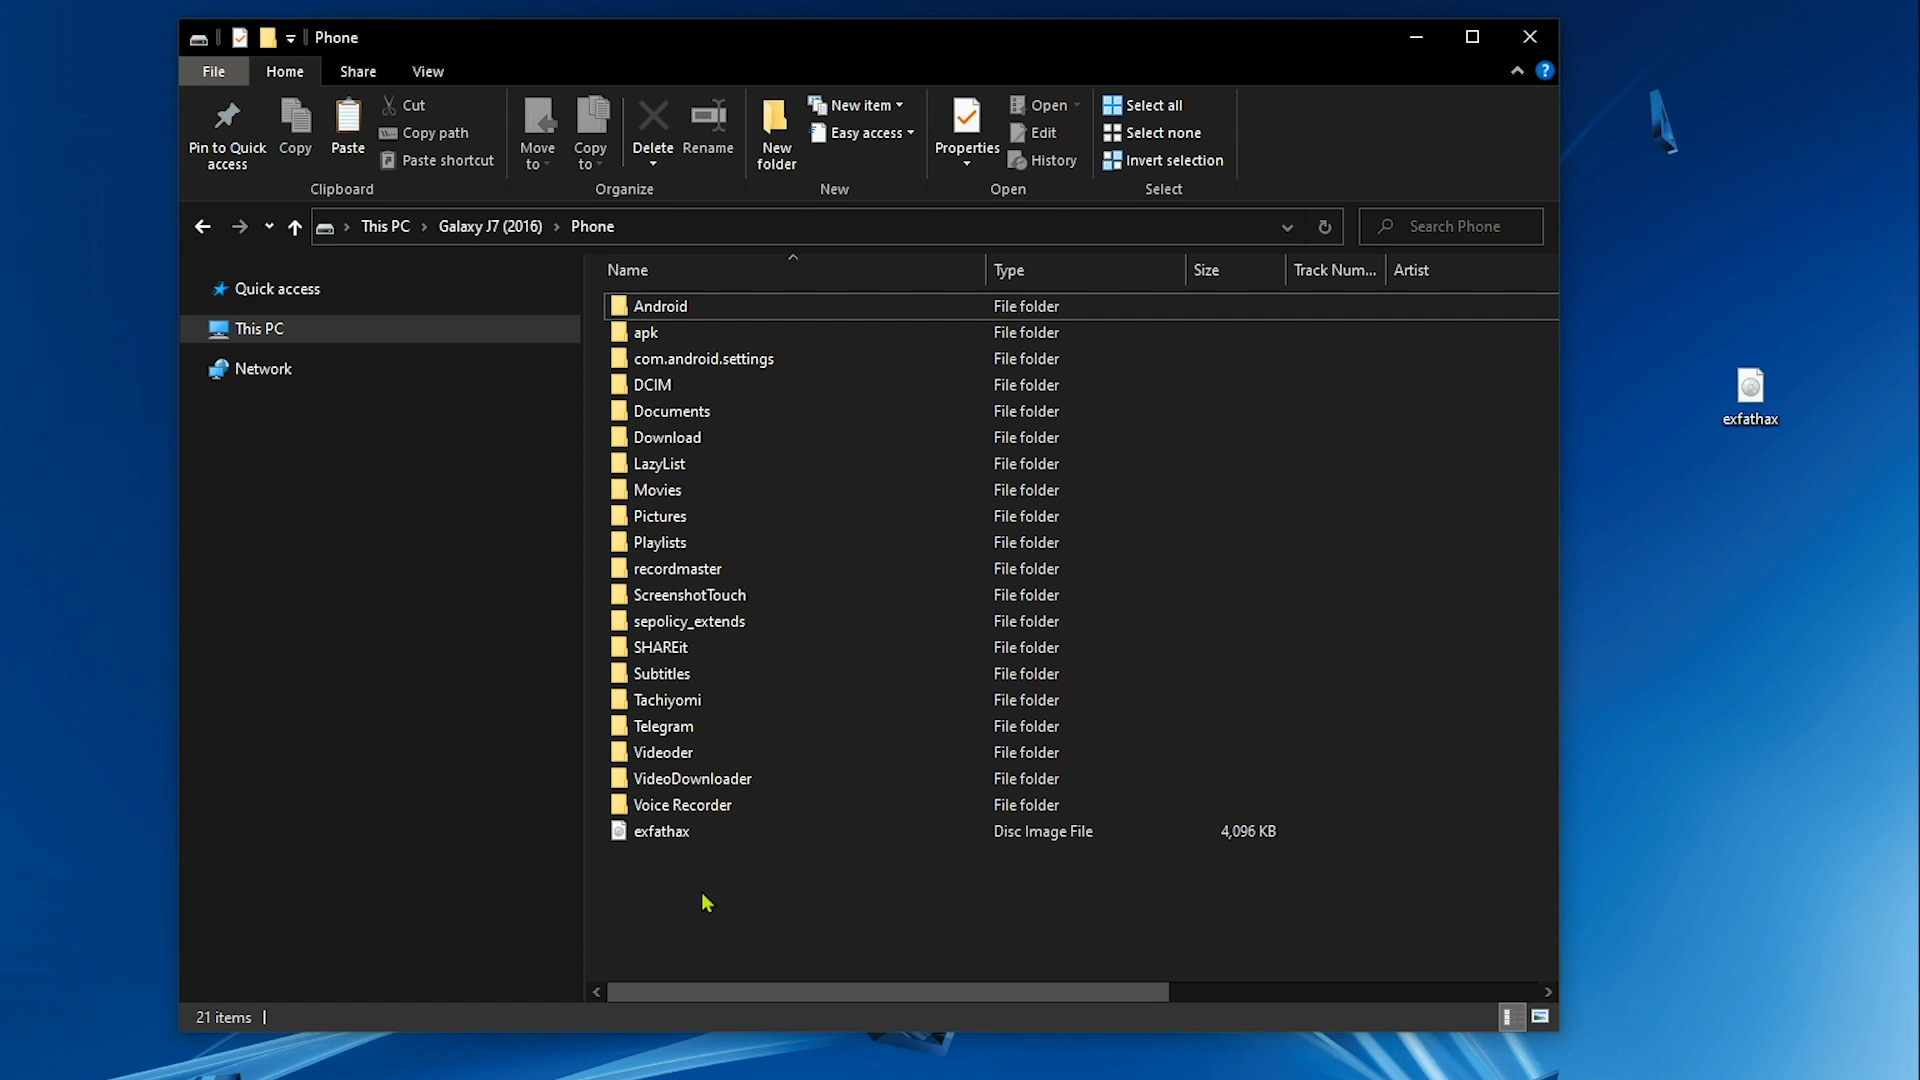 Phone
File Home Share View
Pin to Quick access
Copy
Paste
Cut
Copy path
Paste shortcut
Clipboard
Move to
Copy to
Delete
Rename
Organize
New folder
New item
Easy access
New
Properties
Open
Edit
History
Open
Select all
Select none
Invert selection
Select
This PC › Galaxy J7 (2016) › Phone
Search Phone
Quick access
This PC
Network
Name Type Size Track Num... Artist
Android File folder
apk File folder
com.android.settings File folder
DCIM File folder
Documents File folder
Download File folder
LazyList File folder
Movies File folder
Pictures File folder
Playlists File folder
recordmaster File folder
ScreenshotTouch File folder
sepolicy_extends File folder
SHAREit File folder
Subtitles File folder
Tachiyomi File folder
Telegram File folder
Videoder File folder
VideoDownloader File folder
Voice Recorder File folder
exfathax Disc Image File 4,096 KB
21 items
exfathax